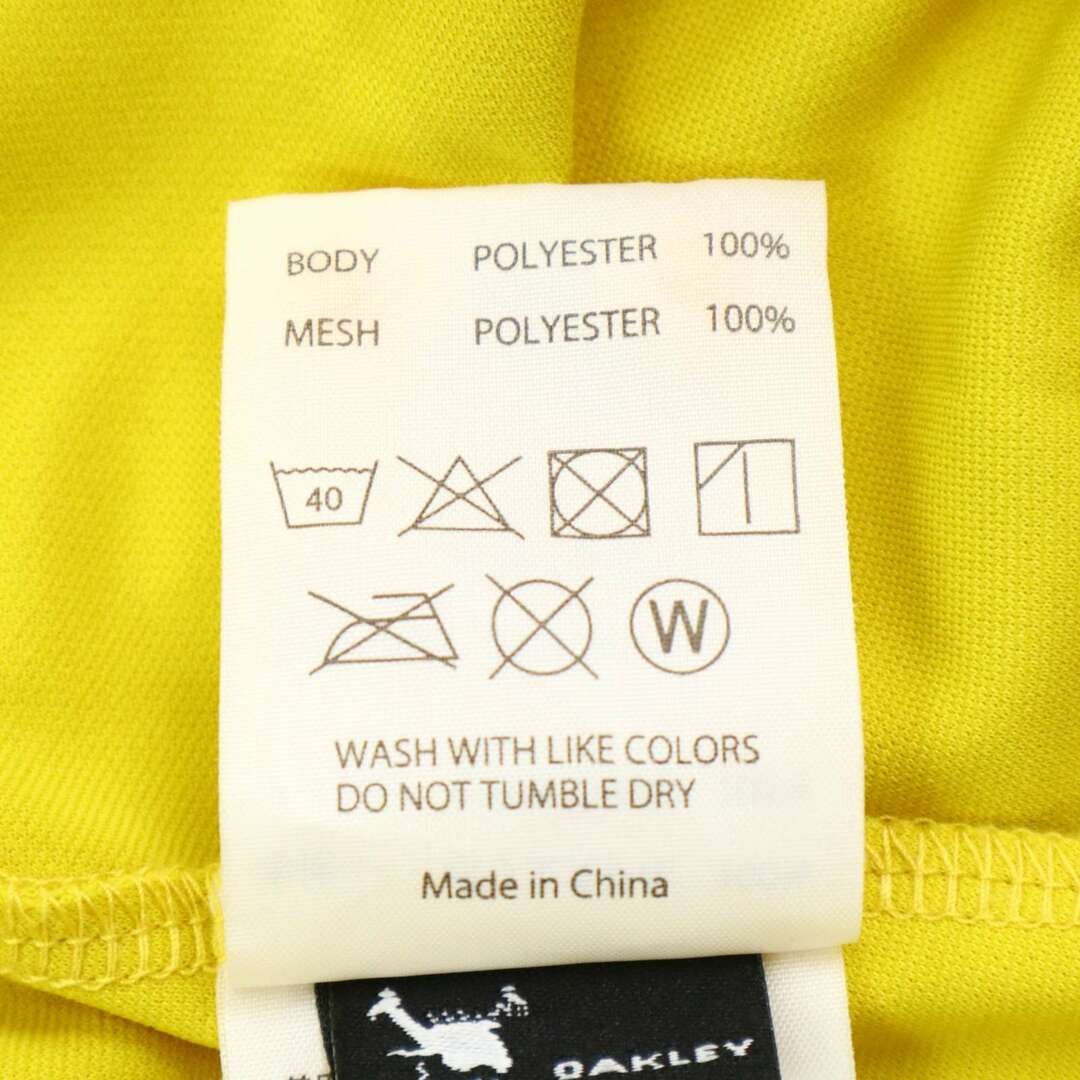 BODY POLYESTER 100%
MESH POLYESTER 100%
40
W
WASH WITH LIKE COLORS
DO NOT TUMBLE DRY
Made in China
OAKLEY